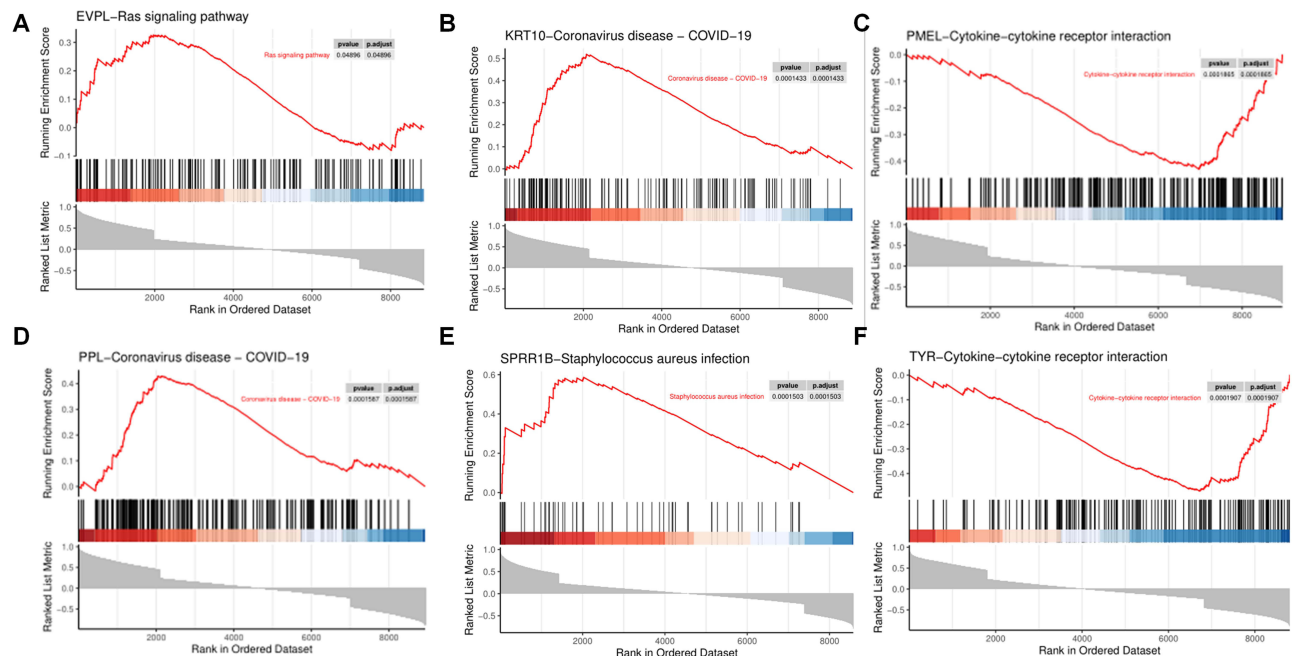 A
EVPL-Ras signaling pathway
Running Enrichment Score
0.3
0.2
0.1
0.0
-0.1
Ras signaling pathway
pvalue p.adjust
0.04896 0.04896
Ranked List Metric
1.0
0.5
0.0
-0.5
2000 4000 6000 8000
Rank in Ordered Dataset
B
KRT10-Coronavirus disease - COVID-19
Running Enrichment Score
0.5
0.4
0.3
0.2
0.1
0.0
Coronavirus disease - COVID-19
pvalue p.adjust
0.0001433 0.0001433
Ranked List Metric
1.0
0.5
0.0
-0.5
2000 4000 6000 8000
Rank in Ordered Dataset
C
PMEL-Cytokine-cytokine receptor interaction
Running Enrichment Score
0.0
-0.1
-0.2
-0.3
-0.4
Cytokine-cytokine receptor interaction
pvalue p.adjust
0.0001865 0.0001865
Ranked List Metric
1.0
0.5
0.0
-0.5
2000 4000 6000 8000
Rank in Ordered Dataset
D
PPL-Coronavirus disease - COVID-19
Running Enrichment Score
0.4
0.3
0.2
0.1
0.0
Coronavirus disease - COVID-19
pvalue p.adjust
0.0001587 0.0001587
Ranked List Metric
1.0
0.5
0.0
-0.5
2000 4000 6000 8000
Rank in Ordered Dataset
E
SPRR1B-Staphylococcus aureus infection
Running Enrichment Score
0.6
0.4
0.2
0.0
Staphylococcus aureus infection
pvalue p.adjust
0.0001503 0.0001503
Ranked List Metric
1.0
0.5
0.0
-0.5
2000 4000 6000 8000
Rank in Ordered Dataset
F
TYR-Cytokine-cytokine receptor interaction
Running Enrichment Score
0.0
-0.1
-0.2
-0.3
-0.4
Cytokine-cytokine receptor interaction
pvalue p.adjust
0.0001907 0.0001907
Ranked List Metric
1.0
0.5
0.0
-0.5
2000 4000 6000 8000
Rank in Ordered Dataset